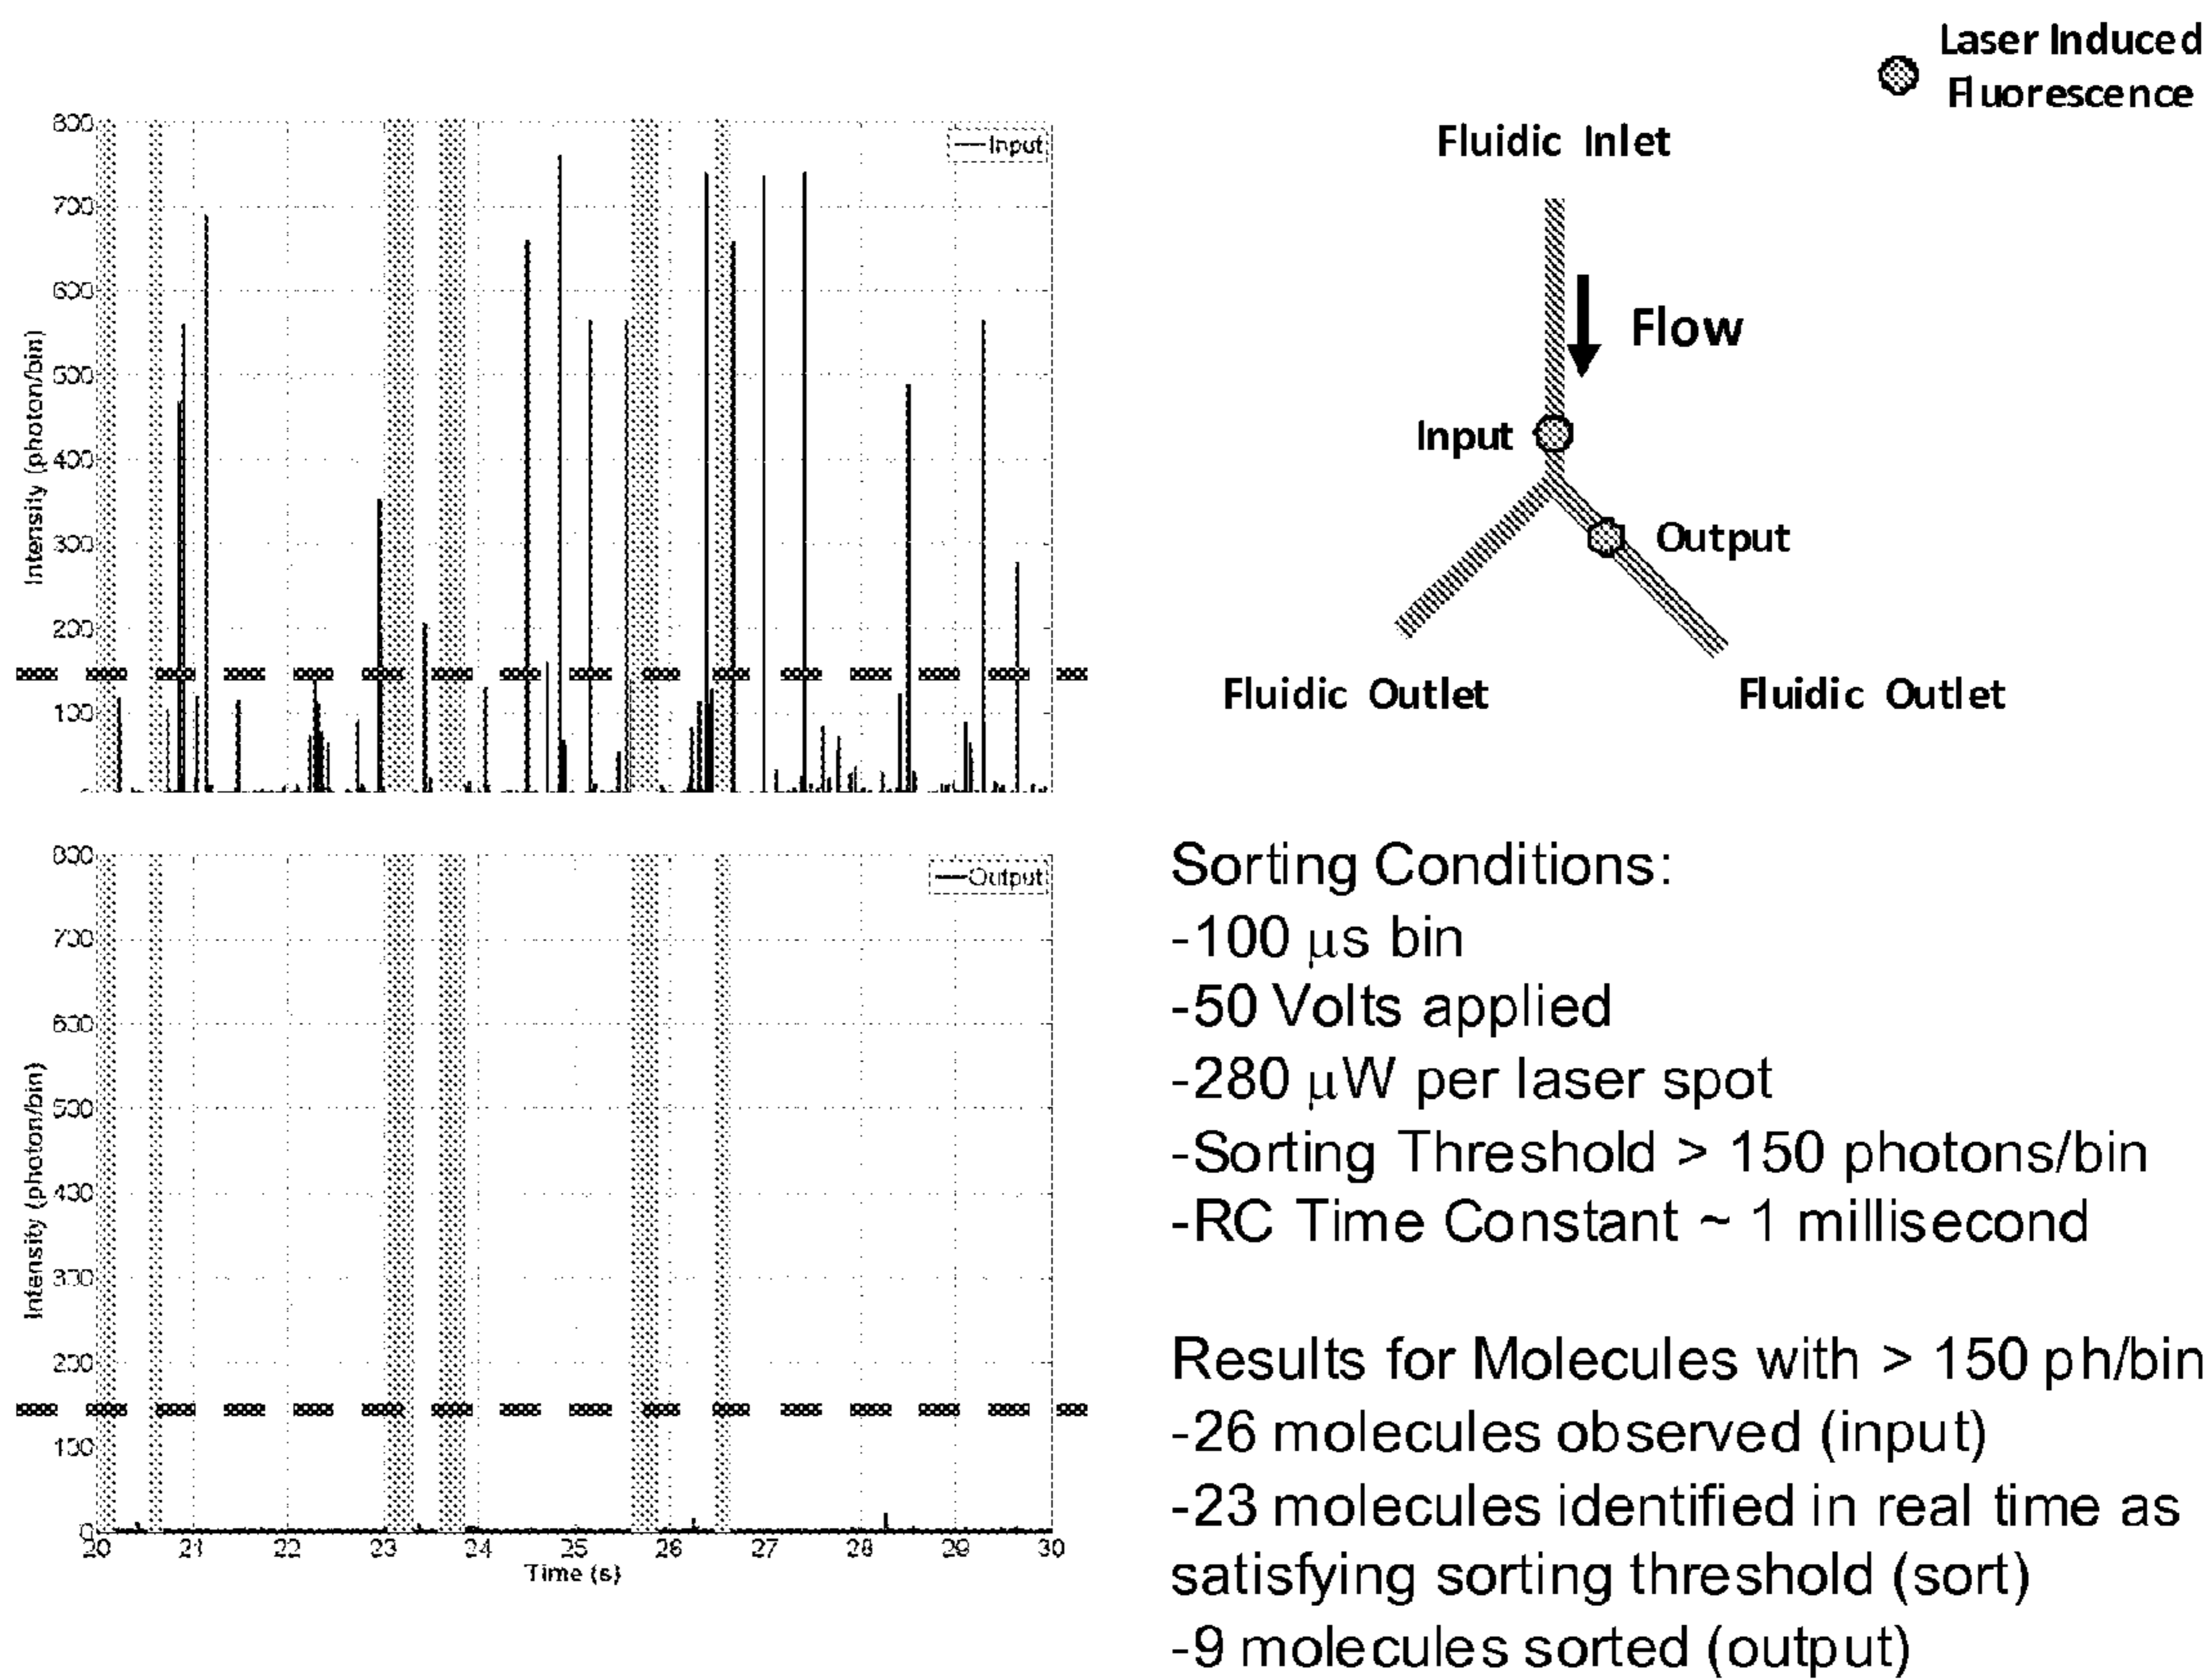 Laser Induced
Fluorescence
Fluidic Inlet
Flow
Input
Output
Fluidic Outlet
Fluidic Outlet
Input
800
700
600
500
400
300
200
100
Intensity (photon/bin)
Output
800
700
600
500
400
300
200
100
0
Intensity (photon/bin)
20 21 22 23 24 25 26 27 28 29 30
Time (s)
Sorting Conditions:
-100 μs bin
-50 Volts applied
-280 μW per laser spot
-Sorting Threshold > 150 photons/bin
-RC Time Constant ~ 1 millisecond
Results for Molecules with > 150 ph/bin
-26 molecules observed (input)
-23 molecules identified in real time as
satisfying sorting threshold (sort)
-9 molecules sorted (output)